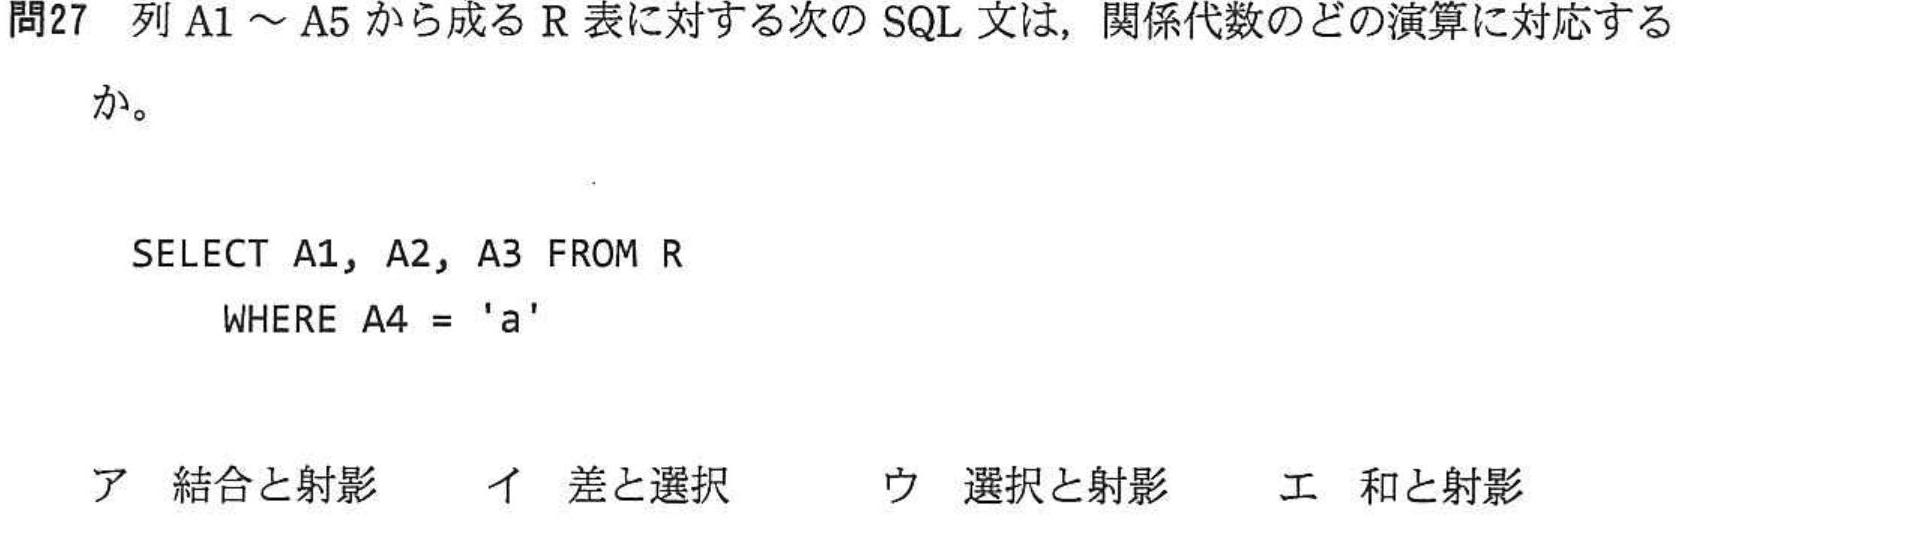 問27 列 A1 ～ A5 から成る R 表に対する次の SQL 文は，関係代数のどの演算に対応する
か。
SELECT A1, A2, A3 FROM R
WHERE A4 = 'a'
ア 結合と射影 イ 差と選択 ウ 選択と射影 エ 和と射影